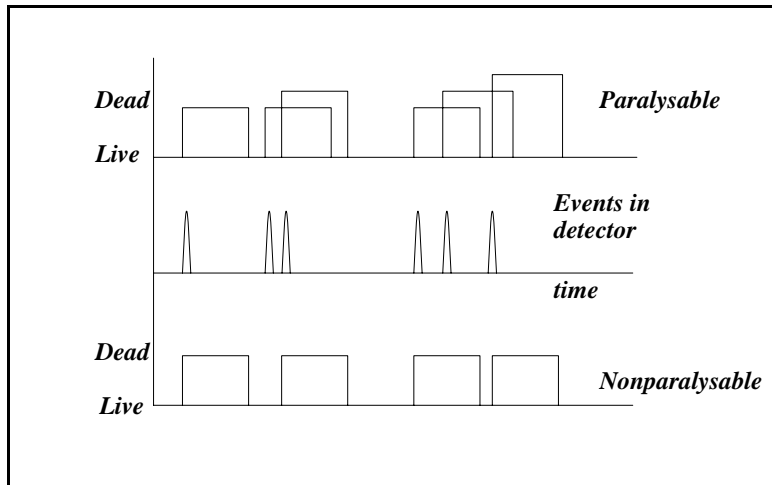 Dead
Paralysable
Live
Events in
detector
time
Dead
Nonparalysable
Live